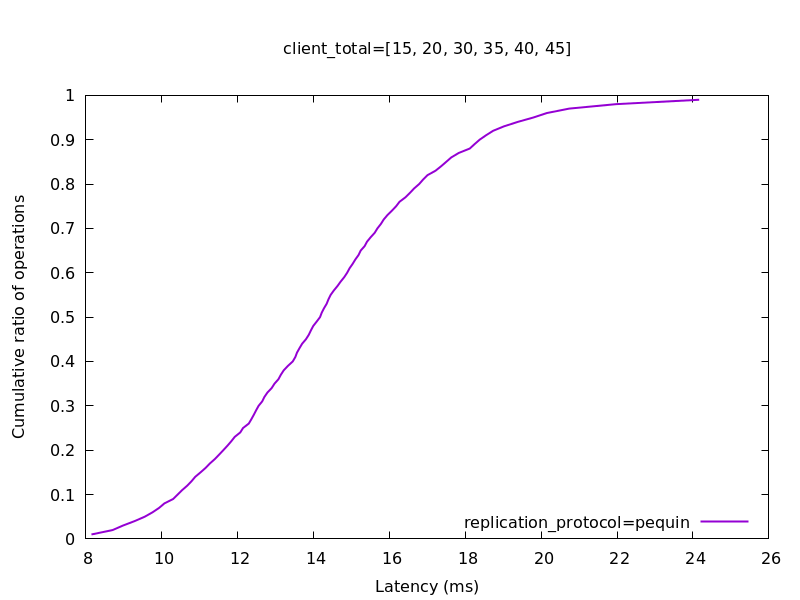 client_total=[15, 20, 30, 35, 40, 45]
1
0.9
0.8
0.7
0.6
0.5
0.4
0.3
0.2
0.1
0
Cumulative ratio of operations
replication_protocol=pequin
8 10 12 14 16 18 20 22 24 26
Latency (ms)